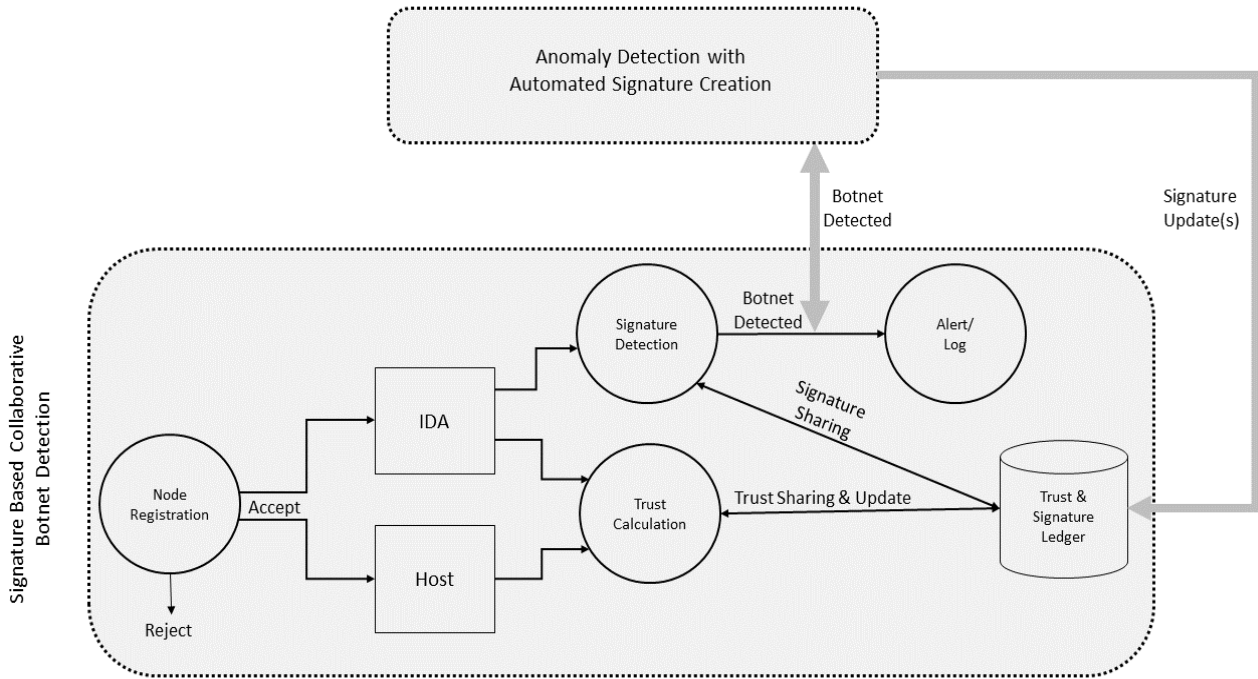 Anomaly Detection with
Automated Signature Creation
Botnet
Detected
Signature
Update(s)
Signature Based Collaborative
Botnet Detection
Signature
Detection
Botnet
Detected
Alert/
Log
IDA
Signature
Sharing
Node
Registration
Accept
Trust
Calculation
Trust Sharing & Update
Trust &
Signature
Ledger
Host
Reject